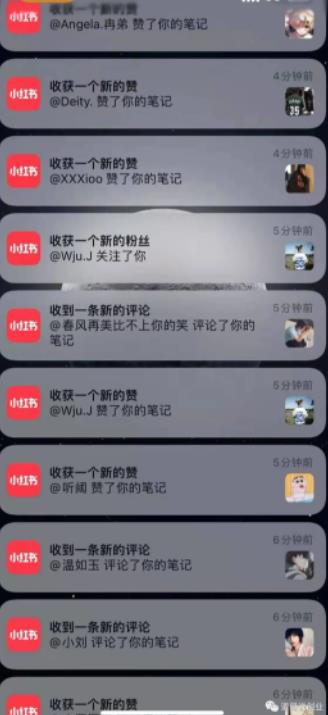 收获一个新的赞
小红书
@Angela.冉弟 赞了你的笔记
4分钟前
收获一个新的赞
小红书
@Deity. 赞了你的笔记
35
4分钟前
收获一个新的赞
小红书
@XXXioo 赞了你的笔记
5分钟前
收获一个新的粉丝
小红书
@Wju.J 关注了你
5分钟前
收到一条新的评论
小红书
@春风再美比不上你的笑 评论了你的
笔记
5分钟前
收获一个新的赞
小红书
@Wju.J 赞了你的笔记
5分钟前
收获一个新的赞
小红书
@听阈 赞了你的笔记
6分钟前
收到一条新的评论
小红书
@温如玉 评论了你的笔记
6分钟前
收到一条新的评论
小红书
@小刘 评论了你的笔记
6分钟前
收获一个新的赞
小红书